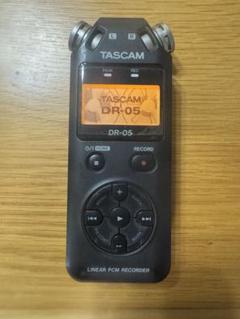 L R
TASCAM
PEAK REC
TASCAM
DR-05
DR-05
HOME RECORD
LINEAR PCM RECORDER